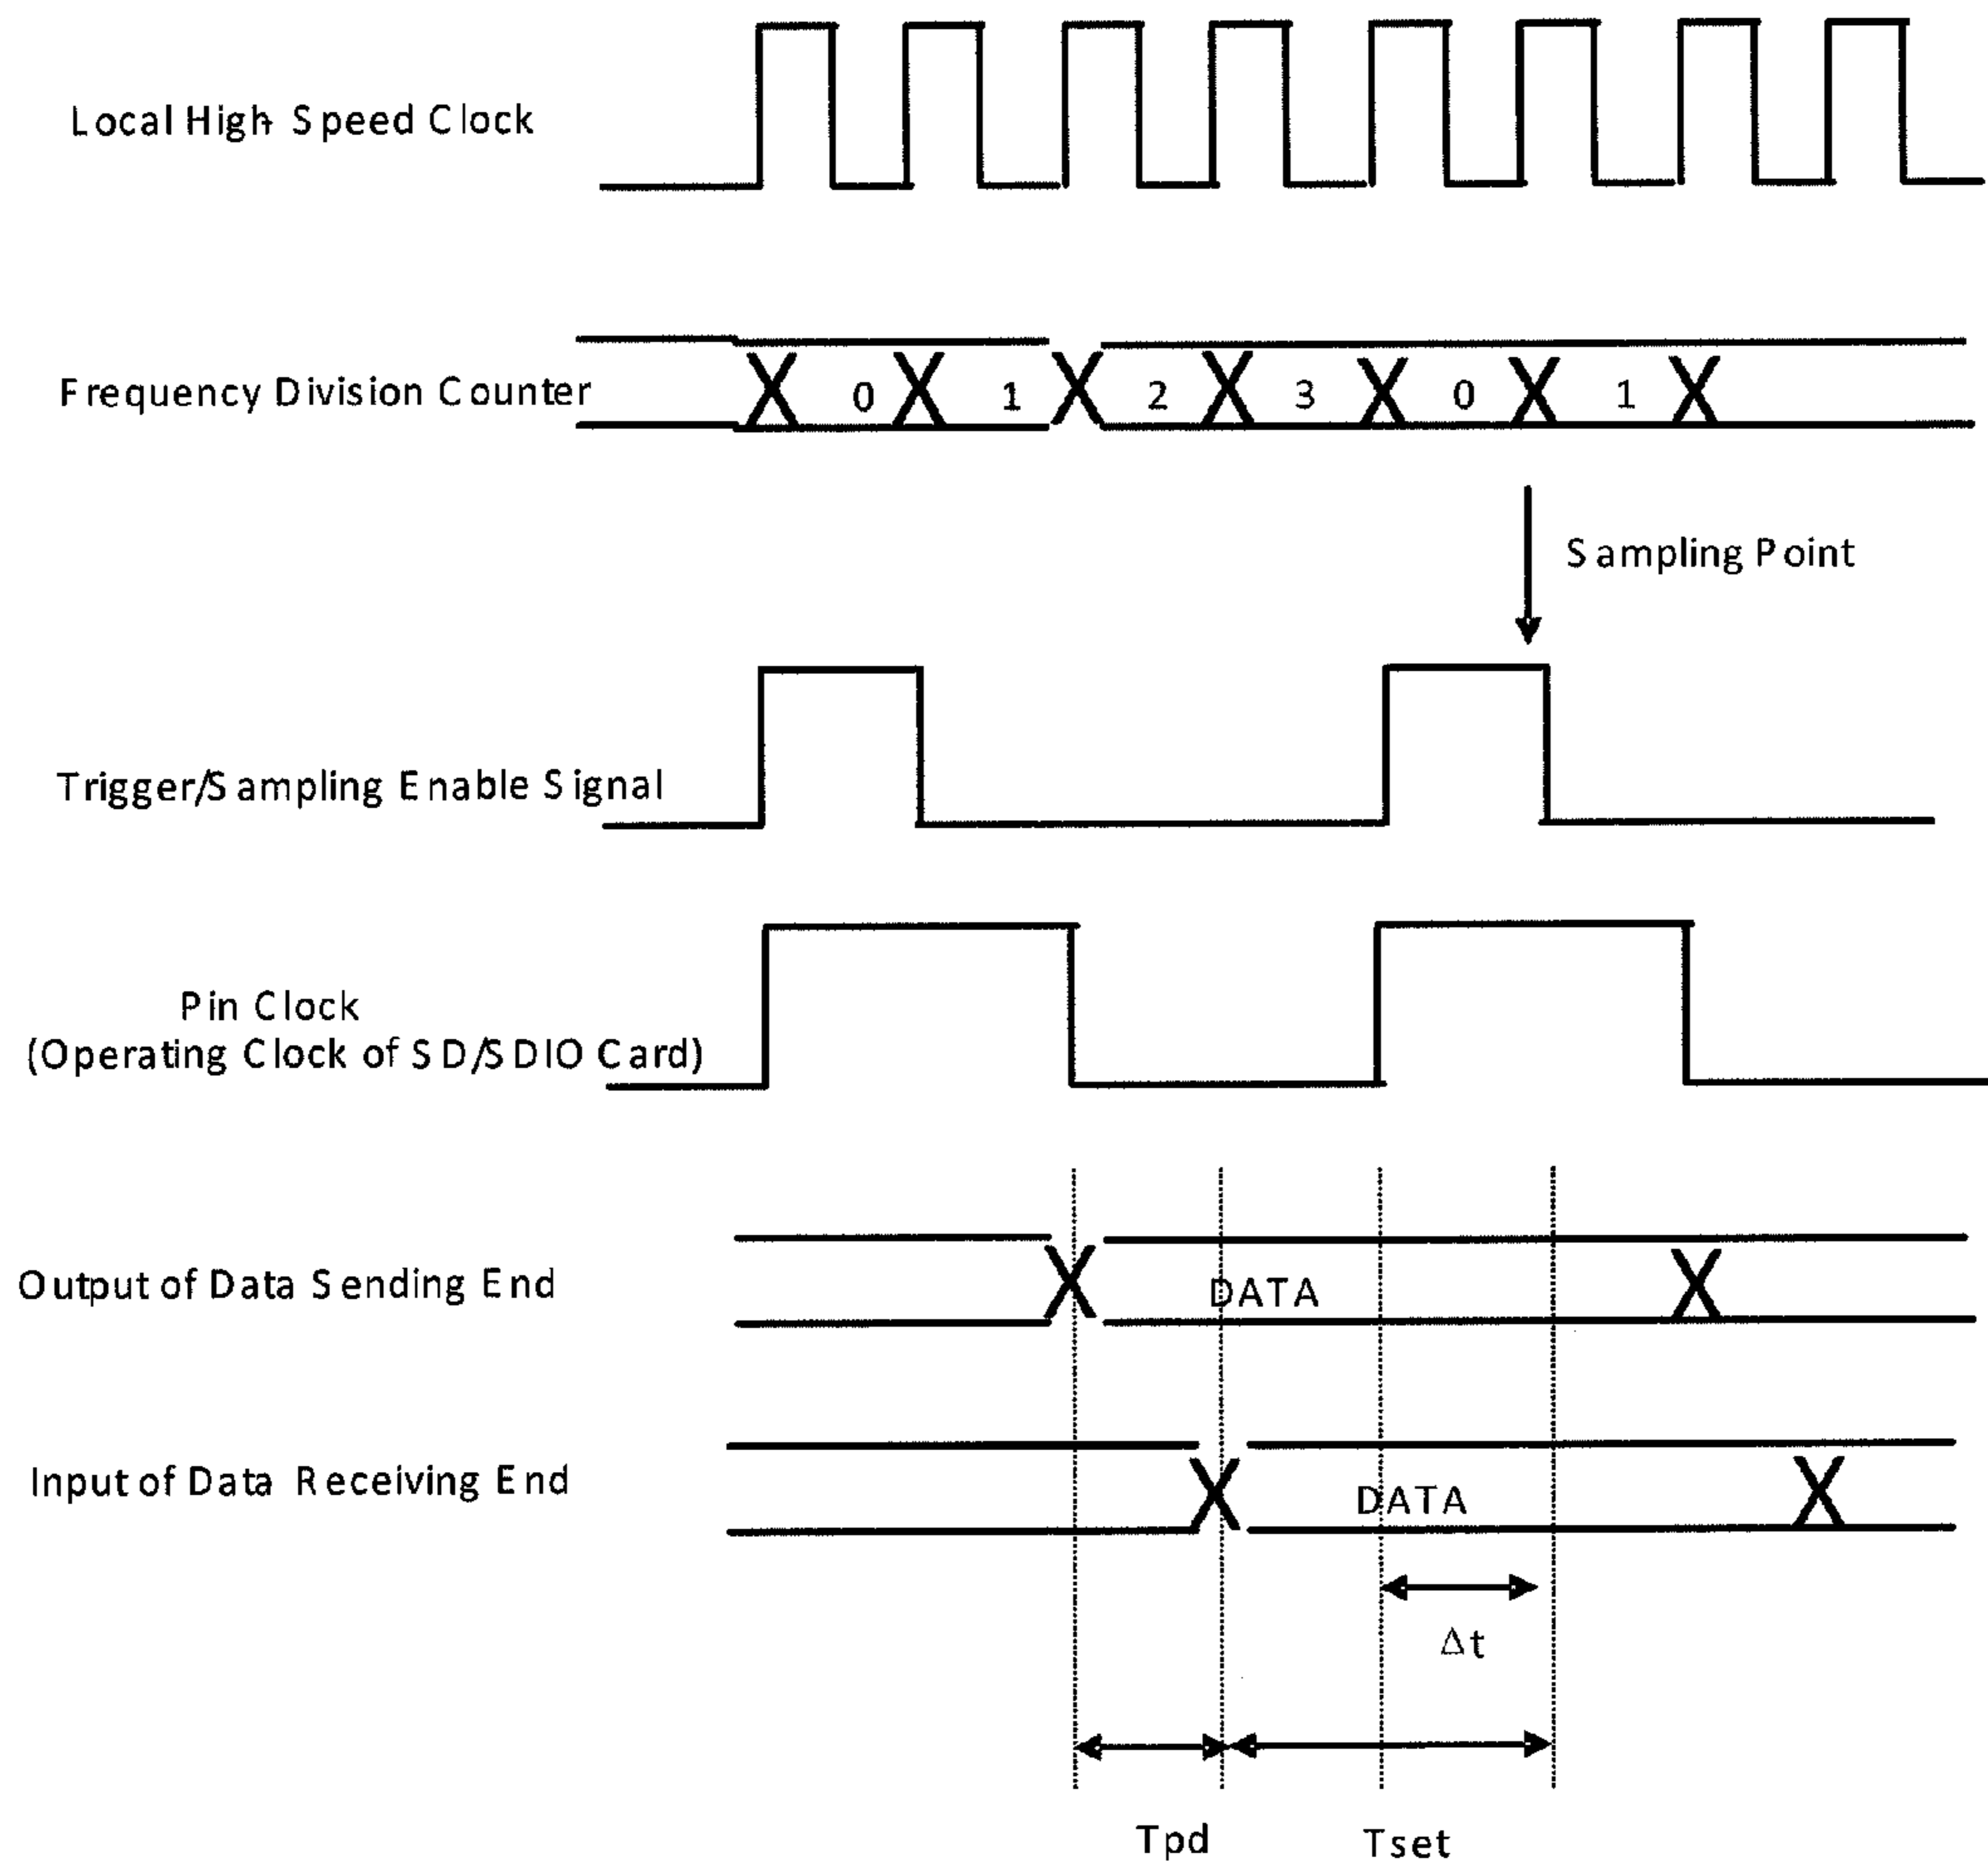 Local High Speed Clock
Frequency Division Counter
0 1 2 3 0 1
Sampling Point
Trigger/Sampling Enable Signal
Pin Clock
(Operating Clock of SD/SDIO Card)
Output of Data Sending End
DATA
Input of Data Receiving End
DATA
Δt
Tpd Tset